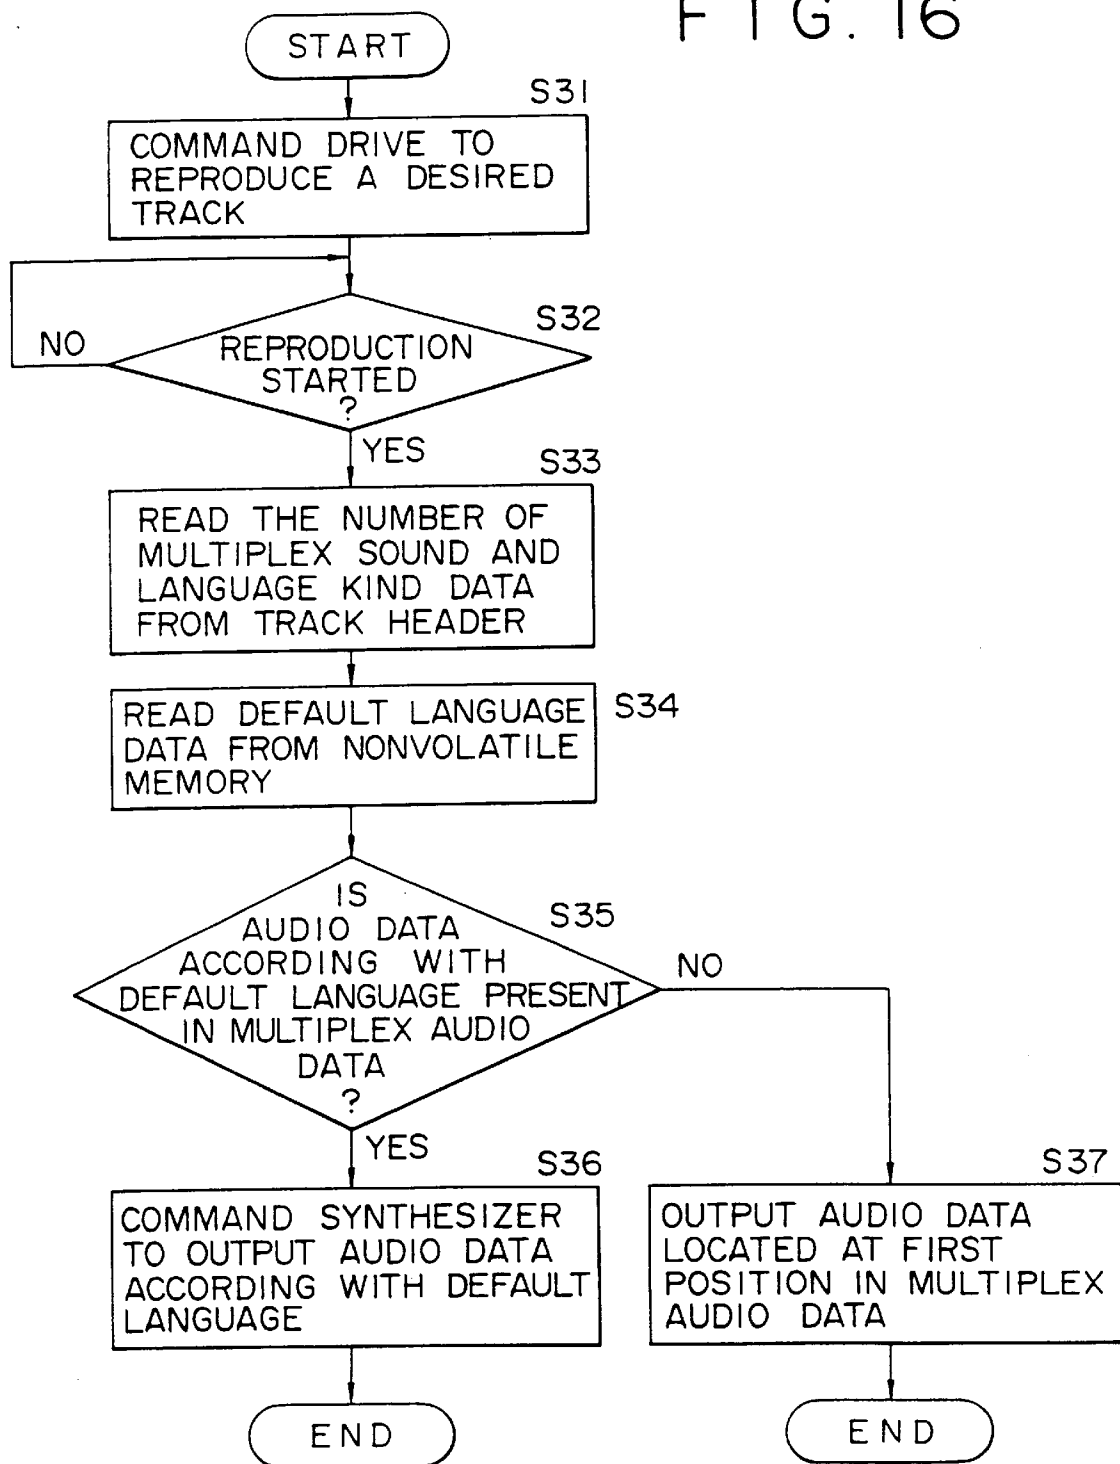 FIG. 16
START
S31
COMMAND DRIVE TO
REPRODUCE A DESIRED
TRACK
S32
NO
REPRODUCTION
STARTED
?
YES
S33
READ THE NUMBER OF
MULTIPLEX SOUND AND
LANGUAGE KIND DATA
FROM TRACK HEADER
S34
READ DEFAULT LANGUAGE
DATA FROM NONVOLATILE
MEMORY
IS
S35
AUDIO DATA
ACCORDING WITH
DEFAULT LANGUAGE PRESENT
IN MULTIPLEX AUDIO
DATA
?
NO
YES
S36
COMMAND SYNTHESIZER
TO OUTPUT AUDIO DATA
ACCORDING WITH DEFAULT
LANGUAGE
S37
OUTPUT AUDIO DATA
LOCATED AT FIRST
POSITION IN MULTIPLEX
AUDIO DATA
END
END